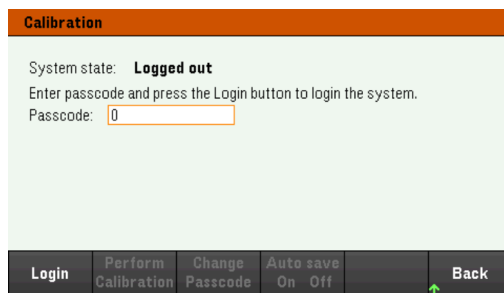 Calibration
System state: Logged out
Enter passcode and press the Login button to login the system.
Passcode: 0
Login
Perform
Calibration
Change
Passcode
Auto save
On Off
Back